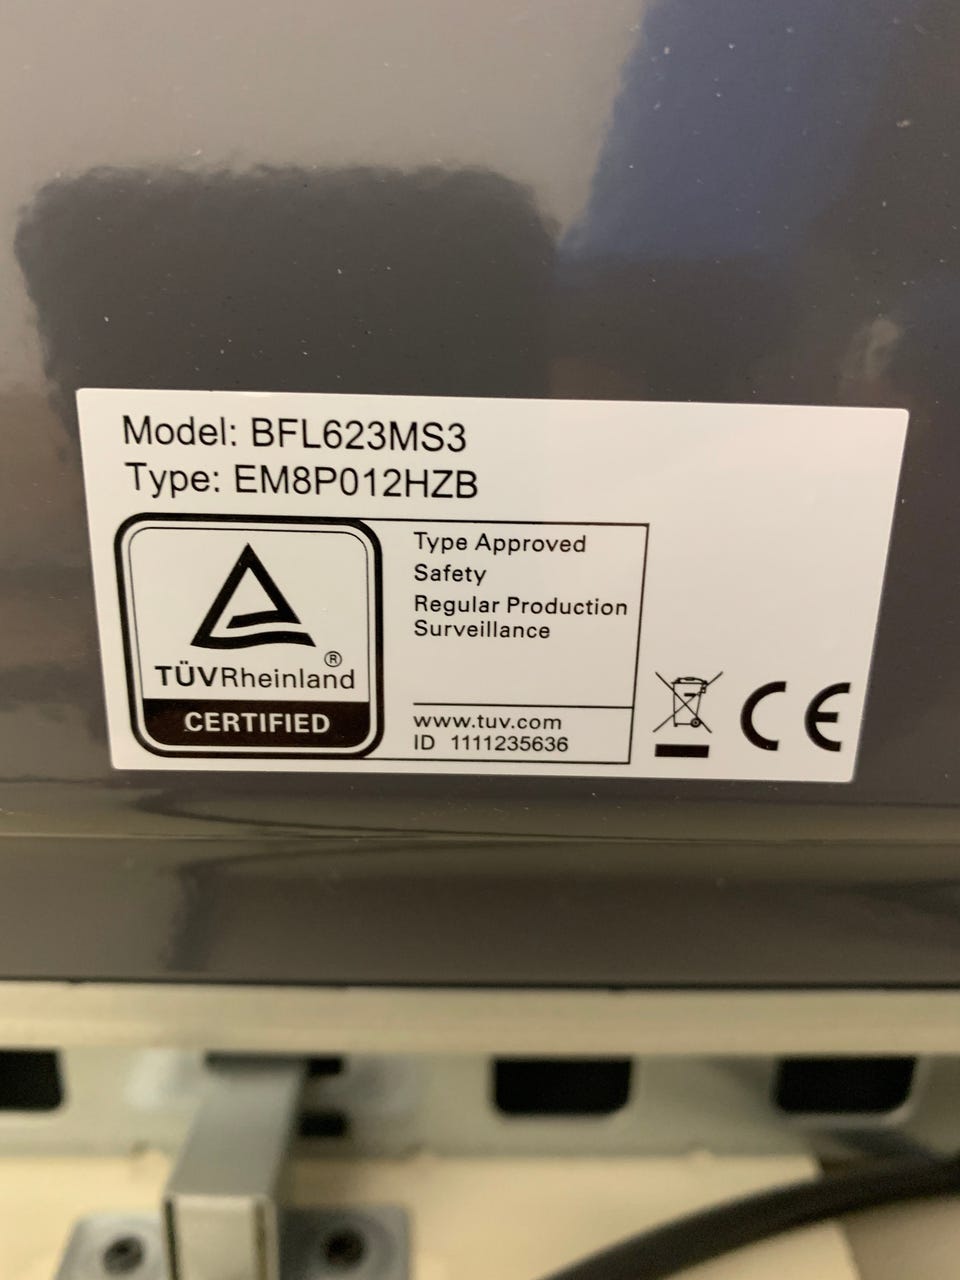 Model: BFL623MS3
Type: EM8P012HZB
Type Approved
Safety
Regular Production
Surveillance
®
TÜVRheinland
CERTIFIED
www.tuv.com
ID 1111235636
CE